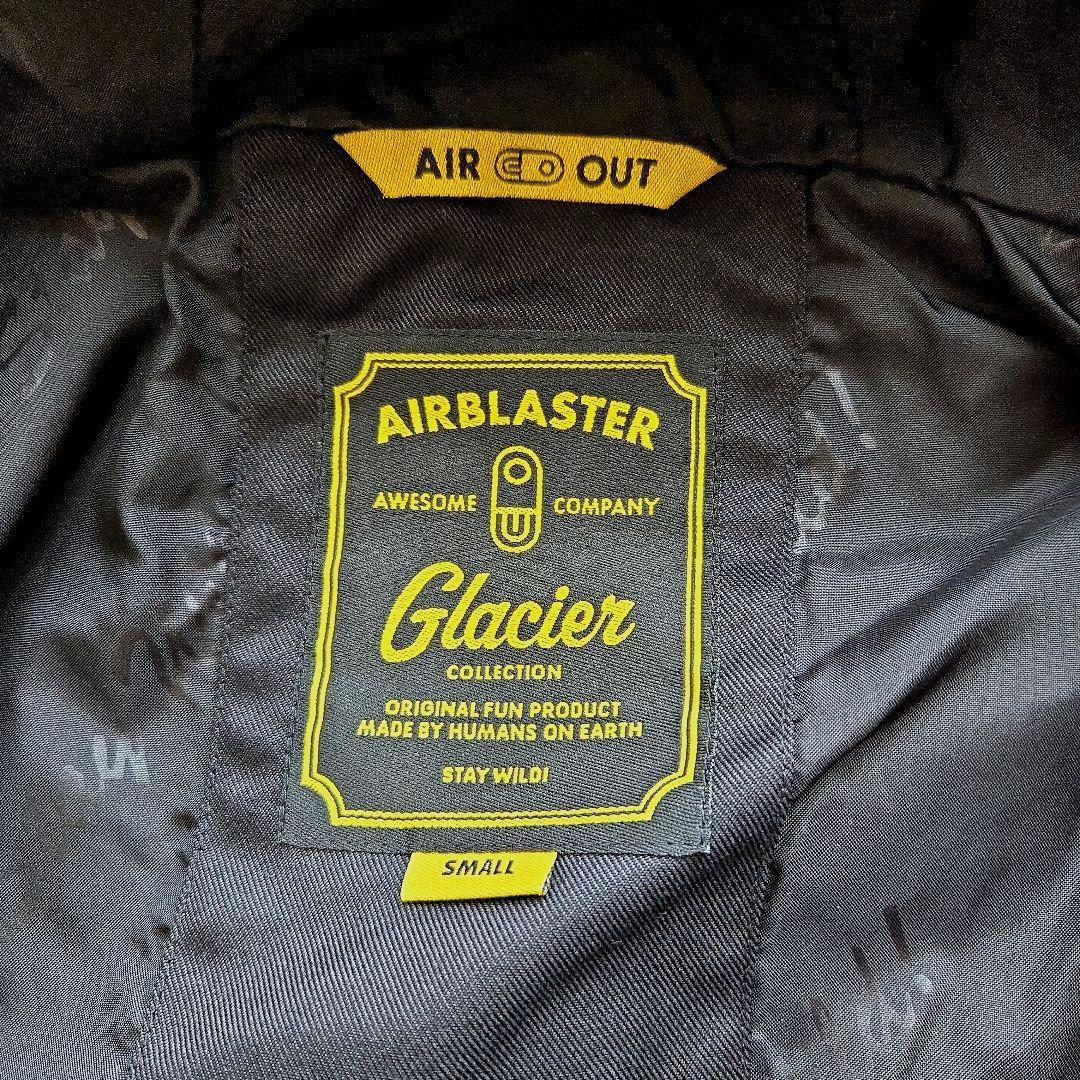 AIR OUT
AIRBLASTER
AWESOME COMPANY
Glacier
COLLECTION
ORIGINAL FUN PRODUCT
MADE BY HUMANS ON EARTH
STAY WILD!
SMALL